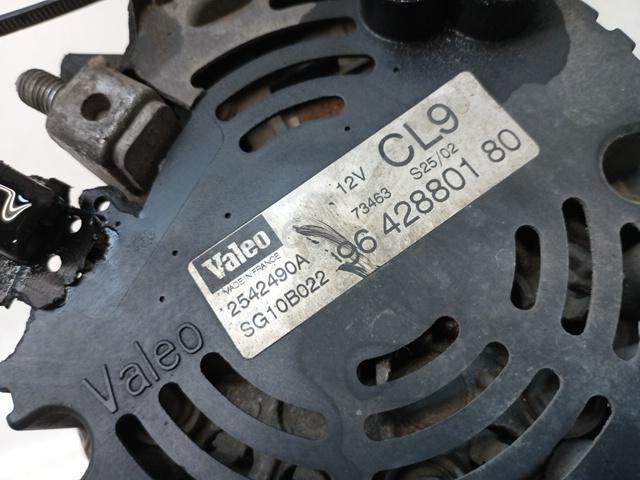 12V CL9
73463 S25/02
Valeo
MADE IN FRANCE
96 428801 80
2542490A
SG10B022
Valeo